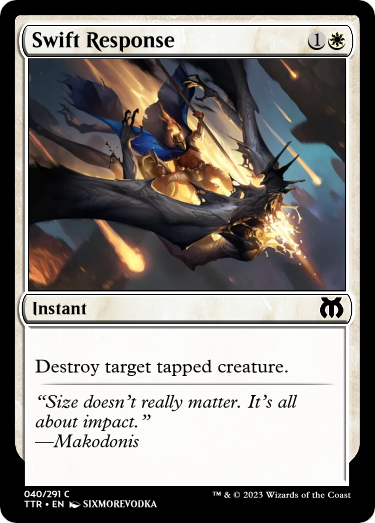 Swift Response 1
Instant
Destroy target tapped creature.
“Size doesn’t really matter. It’s all
about impact.”
—Makodonis
040/291 C
TTR • EN SIXMOREVODKA
™ & © 2023 Wizards of the Coast